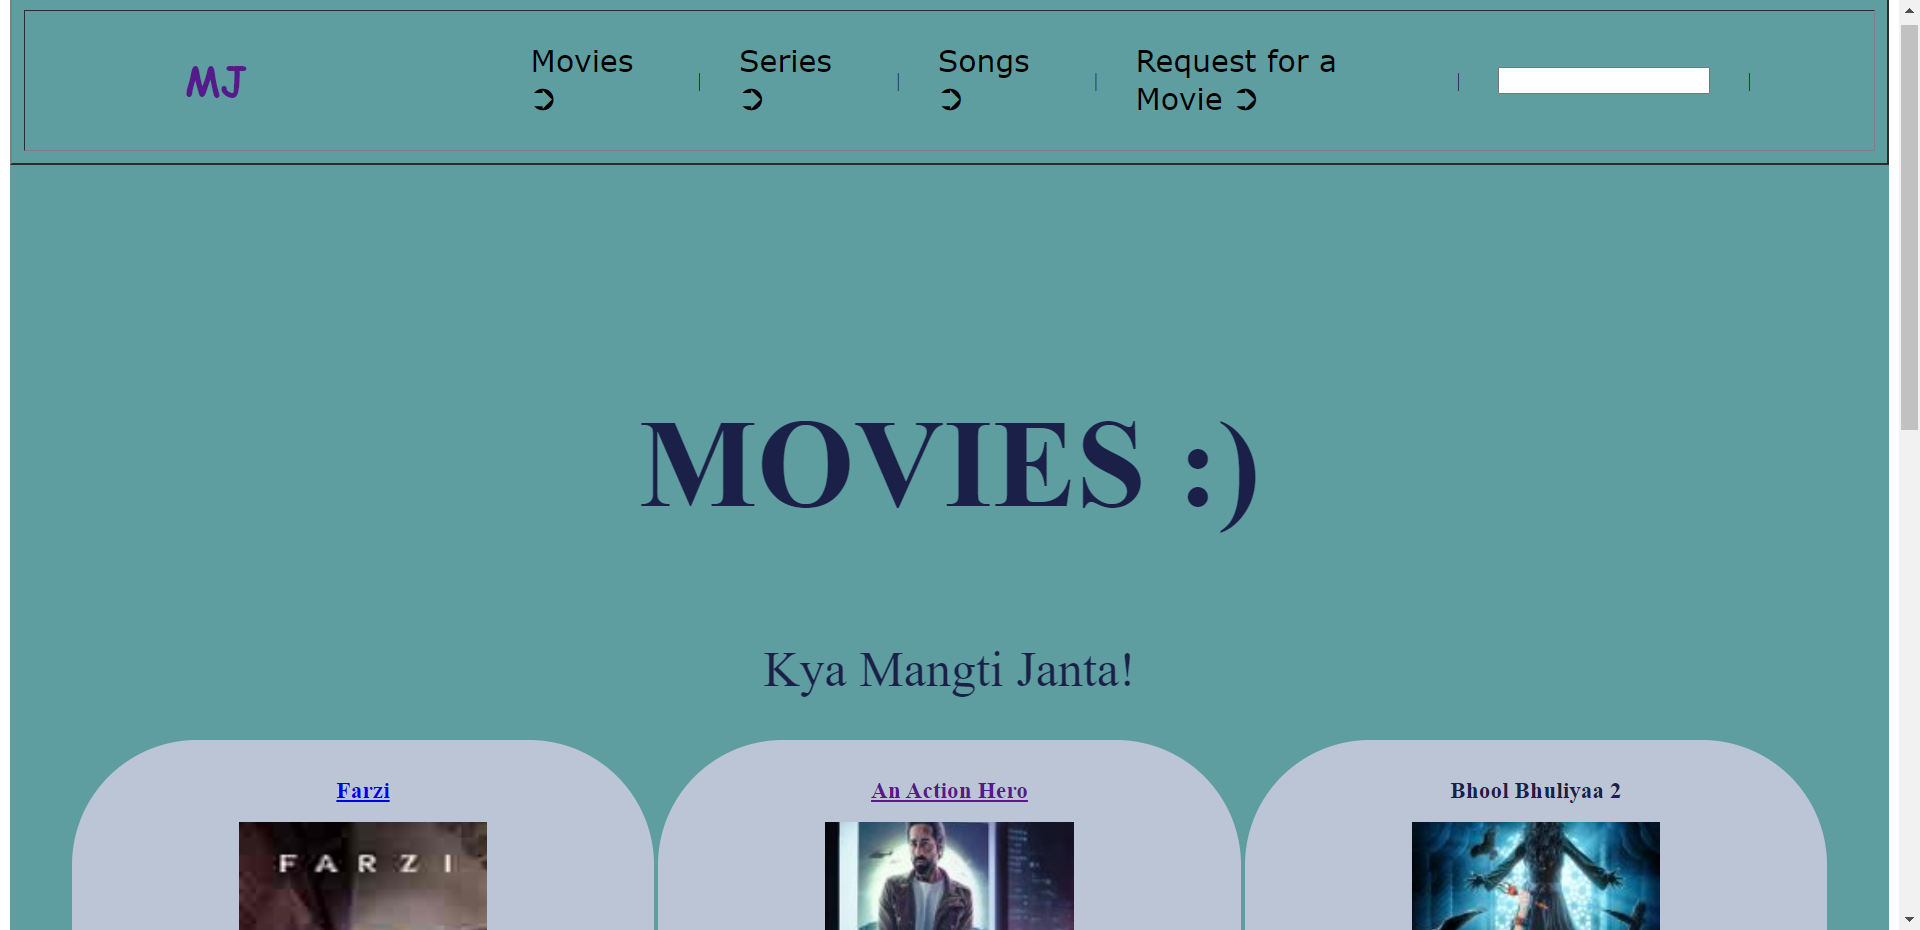 MJ
Movies
➲
|
Series
➲
|
Songs
➲
|
Request for a
Movie ➲
|
|
MOVIES :)
Kya Mangti Janta!
Farzi
An Action Hero
Bhool Bhuliyaa 2
FARZI